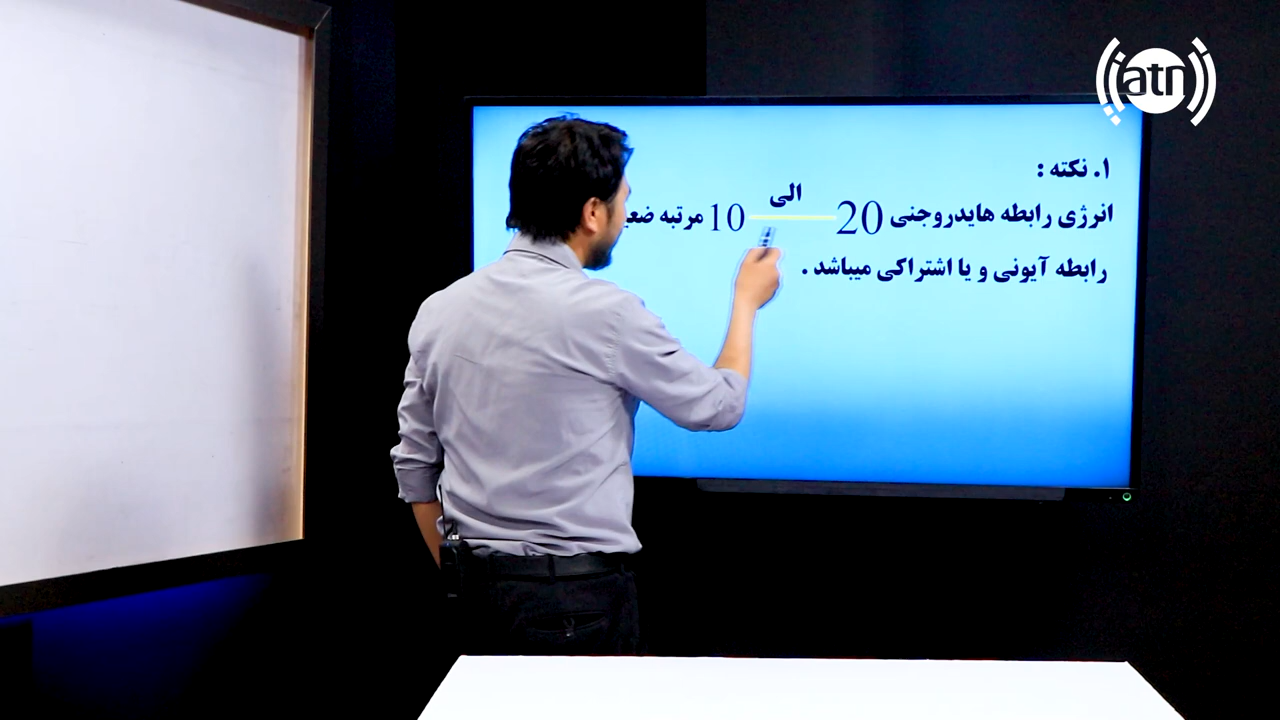 atn
۱. نکته :
انرژی رابطه هایدروجنی 20 الی 10 مرتبه
رابطه آیونی و یا اشتراکی میباشد .